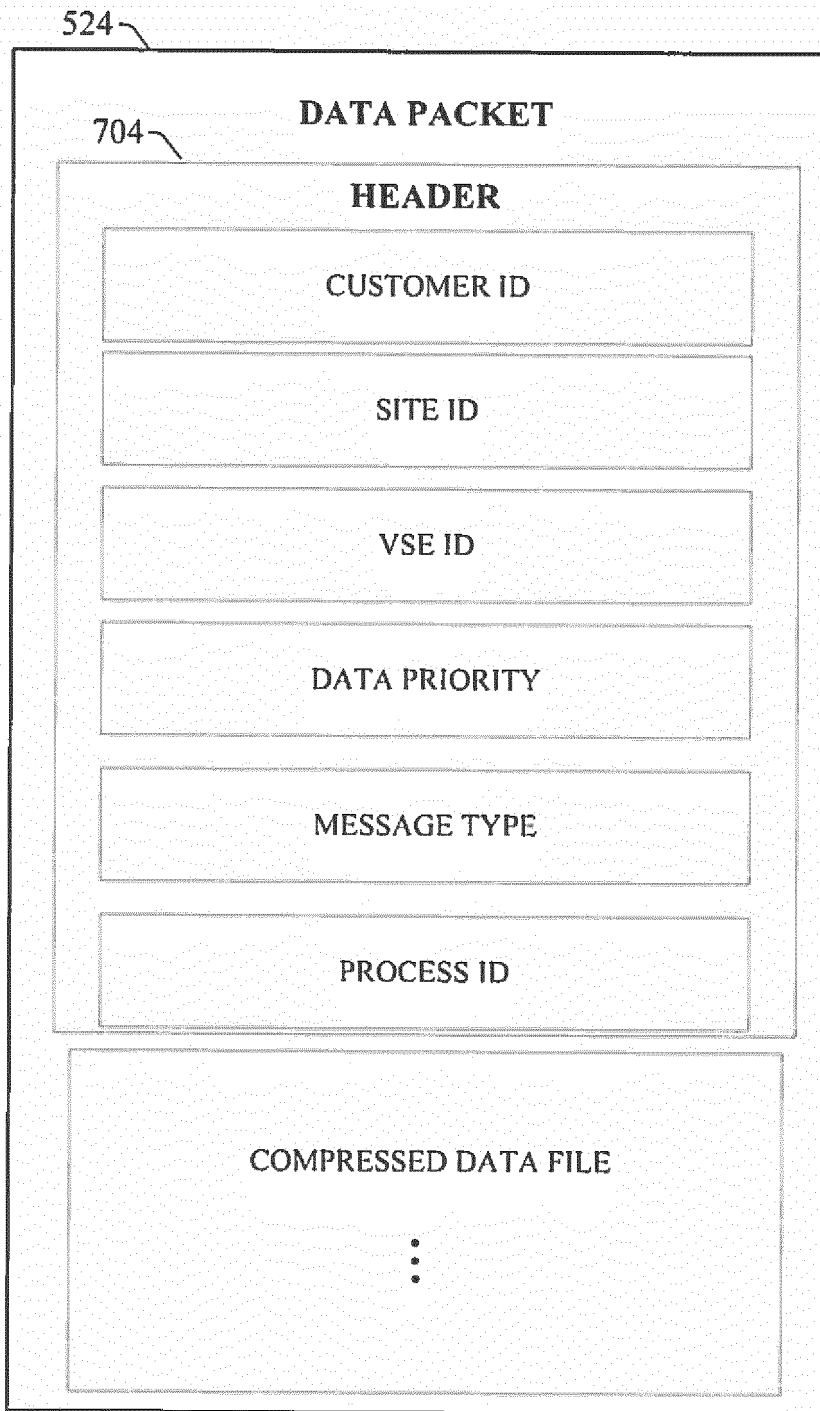 524
DATA PACKET
704
HEADER
CUSTOMER ID
SITE ID
VSE ID
DATA PRIORITY
MESSAGE TYPE
PROCESS ID
COMPRESSED DATA FILE